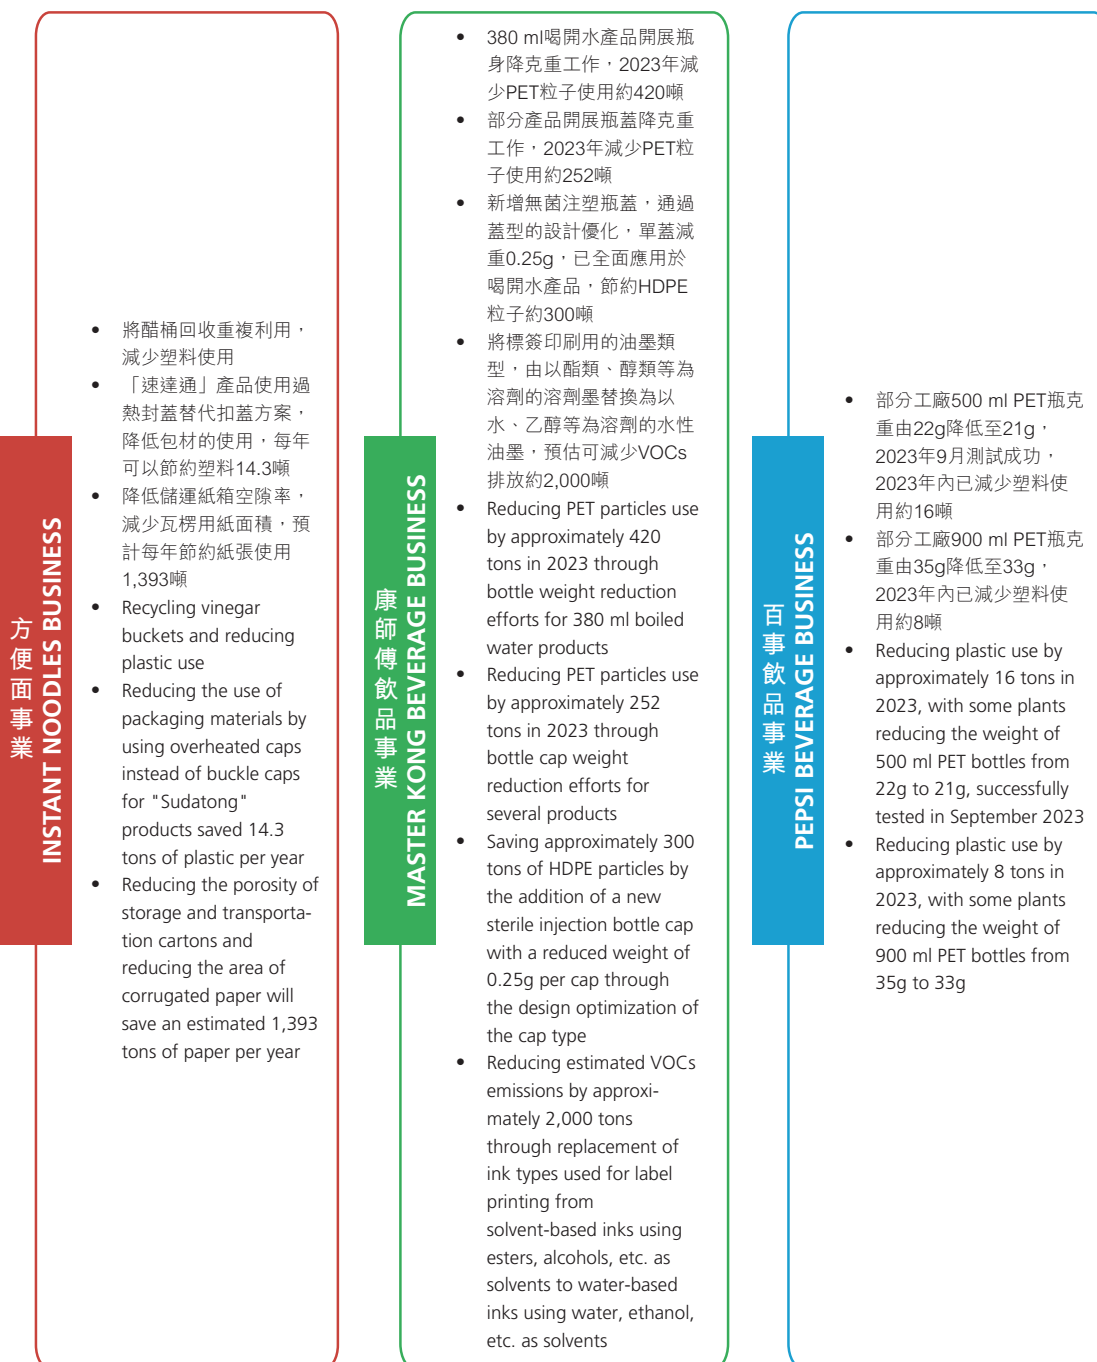 方便面事業
INSTANT NOODLES BUSINESS
• 將醋桶回收重複利用，
減少塑料使用
• 「速達通」產品使用過
熱封蓋替代扣蓋方案，
降低包材的使用，每年
可以節約塑料14.3噸
• 降低儲運紙箱空隙率，
減少瓦楞用紙面積，預
計每年節約紙張使用
1,393噸
• Recycling vinegar
buckets and reducing
plastic use
• Reducing the use of
packaging materials by
using overheated caps
instead of buckle caps
for "Sudatong"
products saved 14.3
tons of plastic per year
• Reducing the porosity of
storage and transporta-
tion cartons and
reducing the area of
corrugated paper will
save an estimated 1,393
tons of paper per year
康師傅飲品事業
MASTER KONG BEVERAGE BUSINESS
• 380 ml喝開水產品開展瓶
身降克重工作，2023年減
少PET粒子使用約420噸
• 部分產品開展瓶蓋降克重
工作，2023年減少PET粒
子使用約252噸
• 新增無菌注塑瓶蓋，通過
蓋型的設計優化，單蓋減
重0.25g，已全面應用於
喝開水產品，節約HDPE
粒子約300噸
• 將標簽印刷用的油墨類
型，由以酯類、醇類等為
溶劑的溶劑墨替換為以
水、乙醇等為溶劑的水性
油墨，預估可減少VOCs
排放約2,000噸
• Reducing PET particles use
by approximately 420
tons in 2023 through
bottle weight reduction
efforts for 380 ml boiled
water products
• Reducing PET particles use
by approximately 252
tons in 2023 through
bottle cap weight
reduction efforts for
several products
• Saving approximately 300
tons of HDPE particles by
the addition of a new
sterile injection bottle cap
with a reduced weight of
0.25g per cap through
the design optimization of
the cap type
• Reducing estimated VOCs
emissions by approxi-
mately 2,000 tons
through replacement of
ink types used for label
printing from
solvent-based inks using
esters, alcohols, etc. as
solvents to water-based
inks using water, ethanol,
etc. as solvents
百事飲品事業
PEPSI BEVERAGE BUSINESS
• 部分工廠500 ml PET瓶克
重由22g降低至21g，
2023年9月測試成功，
2023年內已減少塑料使
用約16噸
• 部分工廠900 ml PET瓶克
重由35g降低至33g，
2023年內已減少塑料使
用約8噸
• Reducing plastic use by
approximately 16 tons in
2023, with some plants
reducing the weight of
500 ml PET bottles from
22g to 21g, successfully
tested in September 2023
• Reducing plastic use by
approximately 8 tons in
2023, with some plants
reducing the weight of
900 ml PET bottles from
35g to 33g